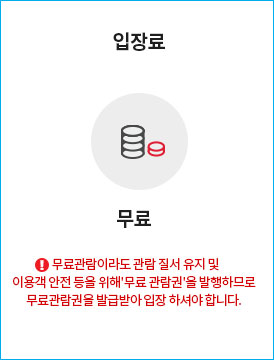 입장료
무료
! 무료관람이라도 관람 질서 유지 및
이용객 안전 등을 위해'무료 관람권'을 발행하므로
무료관람권을 발급받아 입장 하셔야 합니다.